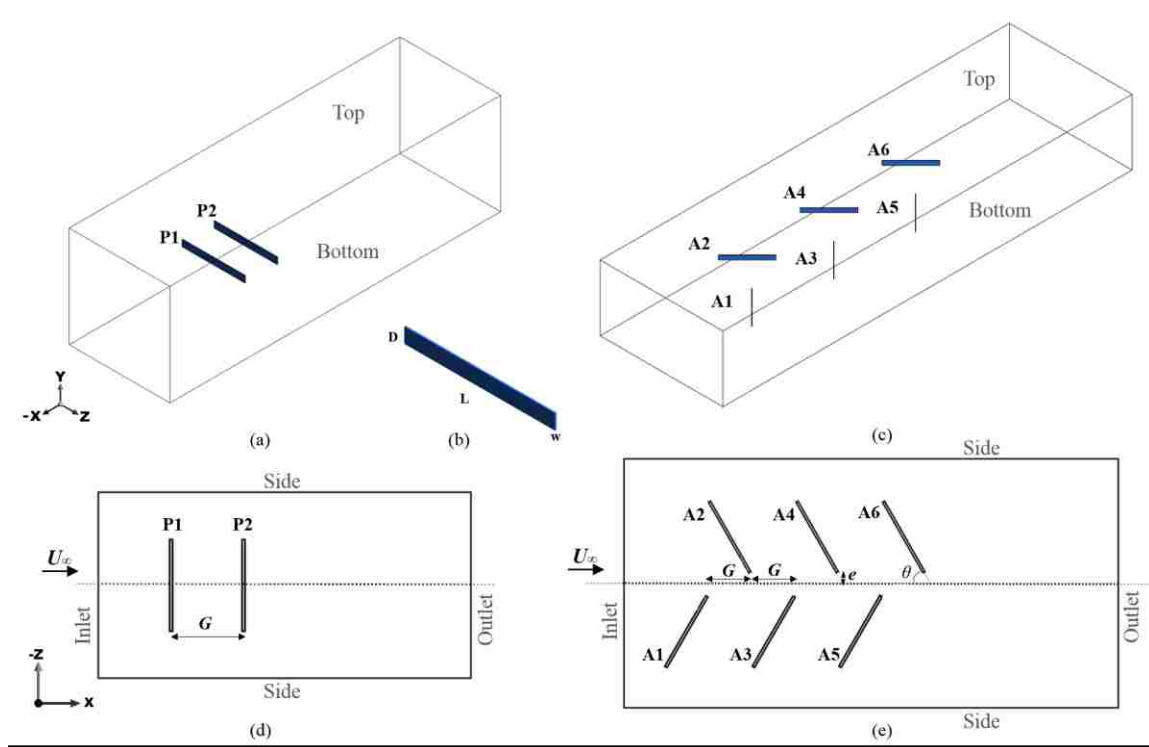 Top
P2
P1
Bottom
Y
-X
Z
(a)
D
L
w
(b)
Top
A6
A4
A5
Bottom
A2
A3
A1
(c)
Side
P1
P2
U∞
G
Inlet
Outlet
Side
-Z
X
(d)
Side
A2
A4
A6
U∞
G
G
e
θ
Inlet
Outlet
A1
A3
A5
Side
(e)